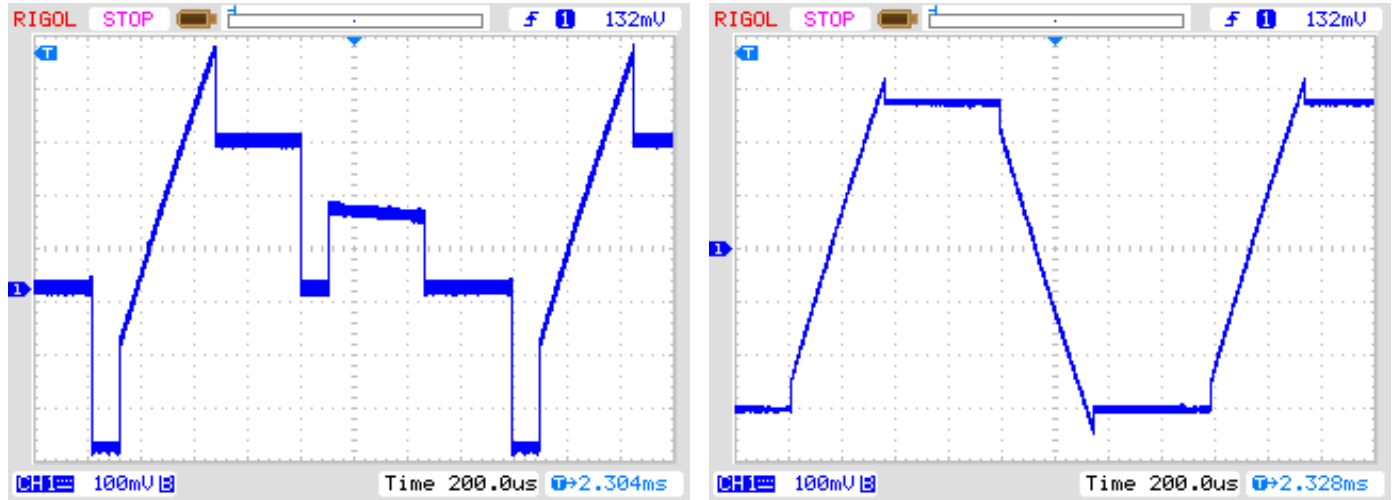 RIGOL STOP 1 132mV
T
1
CH1 100mV B Time 200.0us T→2.304ms
RIGOL STOP 1 132mV
T
1
CH1 100mV B Time 200.0us T→2.328ms